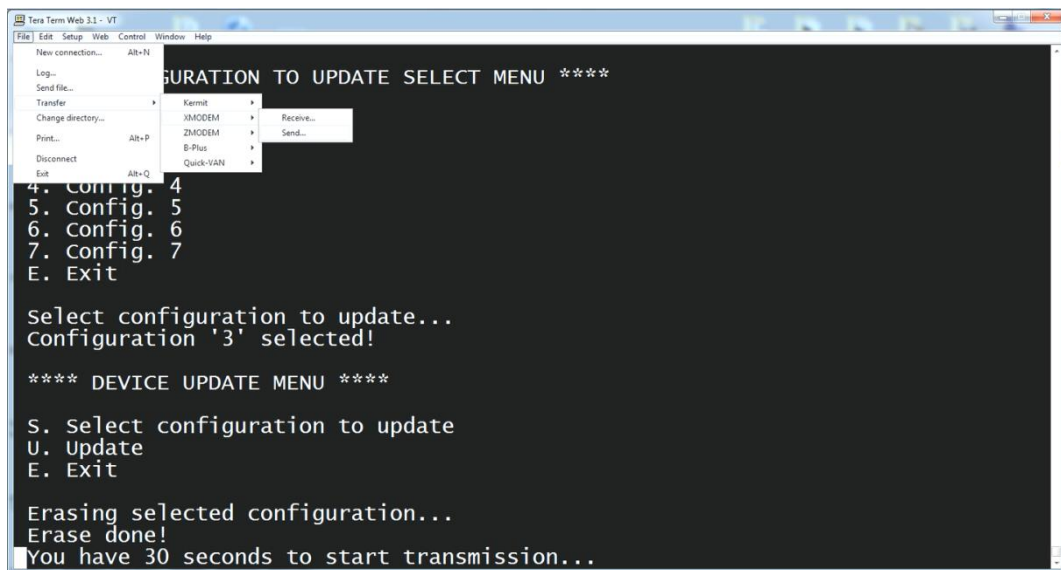 Tera Term Web 3.1 - VT
File Edit Setup Web Control Window Help
New connection... Alt+N
Log...
Send file...
Transfer
Change directory...
Print... Alt+P
Disconnect
Exit Alt+Q
Kermit
XMODEM
ZMODEM
B-Plus
Quick-VAN
Receive...
Send...
GURATION TO UPDATE SELECT MENU ****
4. Config. 4
5. Config. 5
6. Config. 6
7. Config. 7
E. Exit
Select configuration to update...
Configuration '3' selected!
**** DEVICE UPDATE MENU ****
S. Select configuration to update
U. Update
E. Exit
Erasing selected configuration...
Erase done!
You have 30 seconds to start transmission...